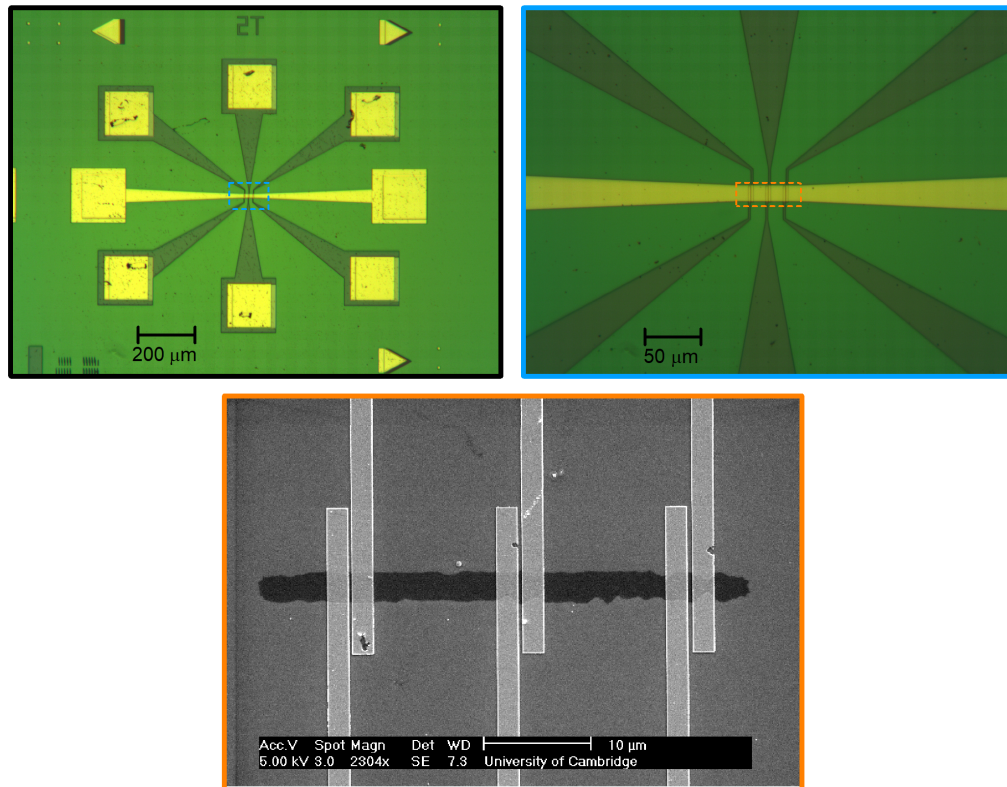 2T
200 μm
50 μm
Acc.V Spot Magn Det WD 10 μm
5.00 kV 3.0 2304x SE 7.3 University of Cambridge